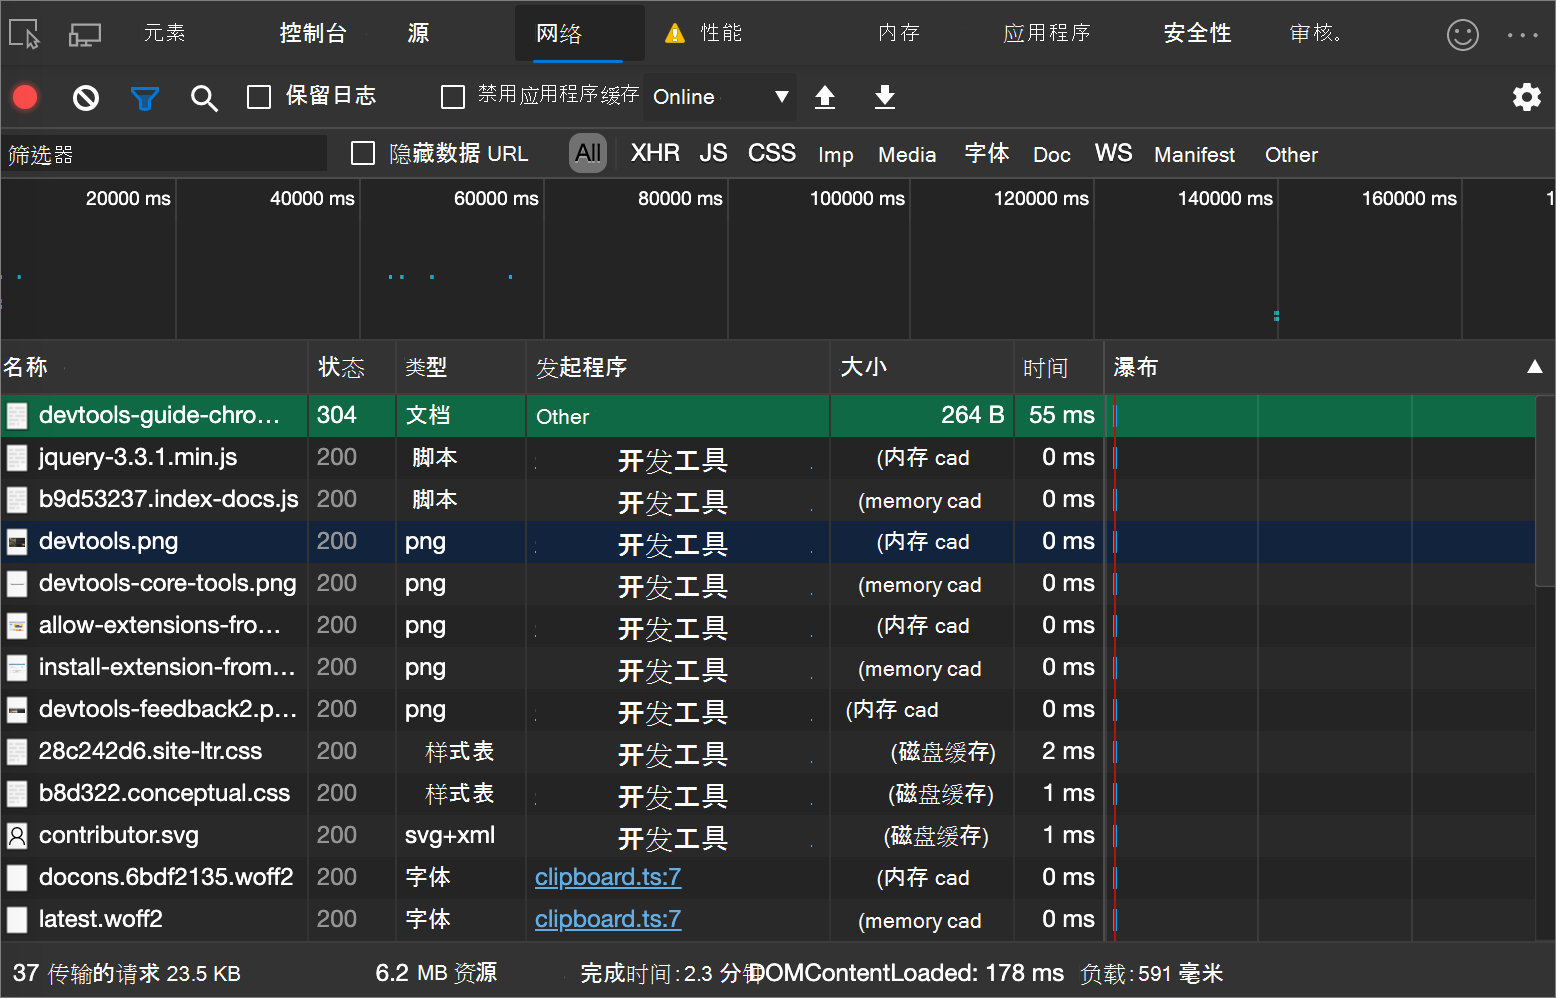 元素 控制台 源 网络 性能 内存 应用程序 安全性 审核。
保留日志 禁用应用程序缓存 Online
筛选器 隐藏数据 URL All XHR JS CSS Imp Media 字体 Doc WS Manifest Other
20000 ms 40000 ms 60000 ms 80000 ms 100000 ms 120000 ms 140000 ms 160000 ms 1
名称 状态 类型 发起程序 大小 时间 瀑布
devtools-guide-chro... 304 文档 Other 264 B 55 ms
jquery-3.3.1.min.js 200 脚本 开发工具 (内存 cad 0 ms
b9d53237.index-docs.js 200 脚本 开发工具 (memory cad 0 ms
devtools.png 200 png 开发工具 (内存 cad 0 ms
devtools-core-tools.png 200 png 开发工具 (memory cad 0 ms
allow-extensions-fro... 200 png 开发工具 (内存 cad 0 ms
install-extension-from... 200 png 开发工具 (memory cad 0 ms
devtools-feedback2.p... 200 png 开发工具 (内存 cad 0 ms
28c242d6.site-ltr.css 200 样式表 开发工具 (磁盘缓存) 2 ms
b8d322.conceptual.css 200 样式表 开发工具 (磁盘缓存) 1 ms
contributor.svg 200 svg+xml 开发工具 (磁盘缓存) 1 ms
docons.6bdf2135.woff2 200 字体 clipboard.ts:7 (内存 cad 0 ms
latest.woff2 200 字体 clipboard.ts:7 (memory cad 0 ms
37 传输的请求 23.5 KB 6.2 MB 资源 完成时间:2.3 分钟 DOMContentLoaded: 178 ms 负载:591 毫米